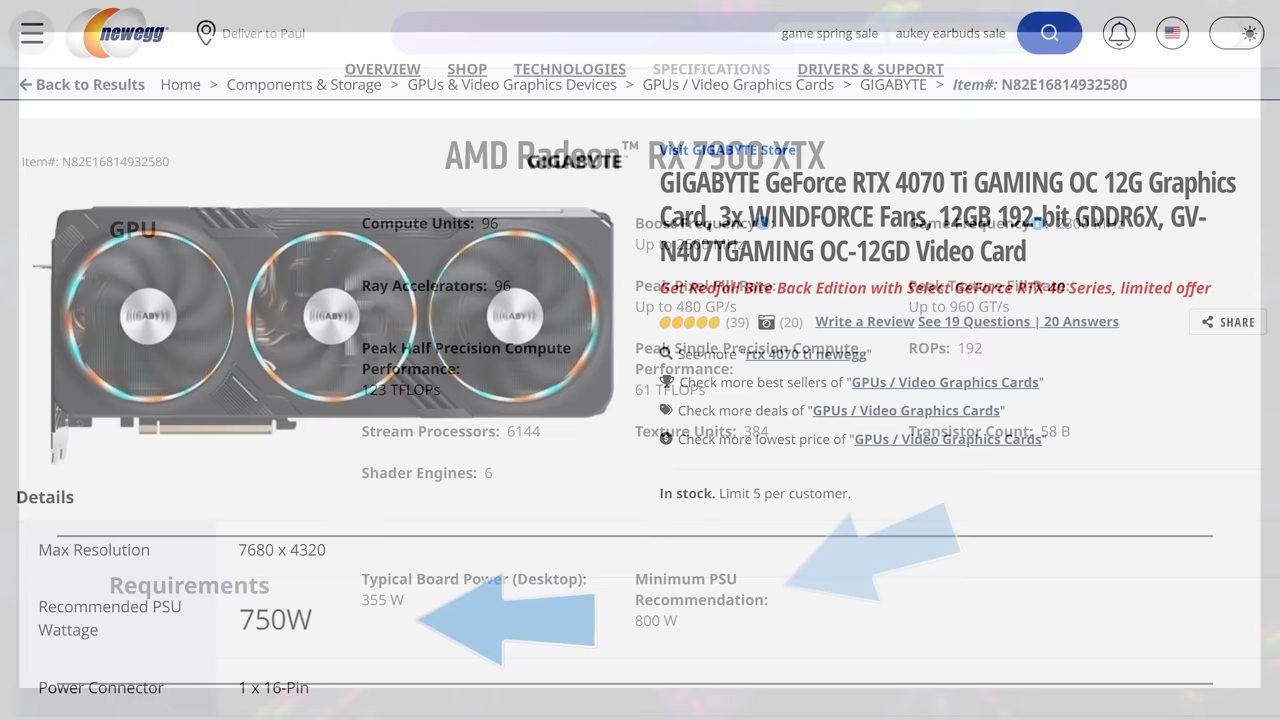 newegg
Deliver to Paul
game spring sale
aukey earbuds sale
OVERVIEW SHOP TECHNOLOGIES SPECIFICATIONS DRIVERS & SUPPORT
Back to Results Home > Components & Storage > GPUs & Video Graphics Devices > GPUs / Video Graphics Cards > GIGABYTE > Item#: N82E16814932580
AMD Radeon™ RX 7900 XTX
Item#: N82E16814932580
GIGABYTE
Visit GIGABYTE Store
GIGABYTE GeForce RTX 4070 Ti GAMING OC 12G Graphics
Card, 3x WINDFORCE Fans, 12GB 192-bit GDDR6X, GV-
N407TGAMING OC-12GD Video Card
Get Redfall Bite Back Edition with Select GeForce RTX 40 Series, limited offer
(39) (20) Write a Review See 19 Questions | 20 Answers
SHARE
See more "rtx 4070 ti newegg"
Check more best sellers of "GPUs / Video Graphics Cards"
Check more deals of "GPUs / Video Graphics Cards"
Check more lowest price of "GPUs / Video Graphics Cards"
In stock. Limit 5 per customer.
GPU
Compute Units: 96
Boost Frequency:
Up to 2500 MHz
Game Frequency: 2300 MHz
Ray Accelerators: 96
Up to 480 GP/s
Up to 960 GT/s
Peak Half Precision Compute
Performance:
123 TFLOPs
Peak Single Precision Compute
Performance:
61 TFLOPs
ROPs: 192
Stream Processors: 6144
Texture Units: 384
Transistor Count: 58 B
Shader Engines: 6
Details
Max Resolution 7680 x 4320
Requirements
Typical Board Power (Desktop):
355 W
Minimum PSU
Recommendation:
800 W
Recommended PSU
Wattage
750W
Power Connector 1 x 16-Pin